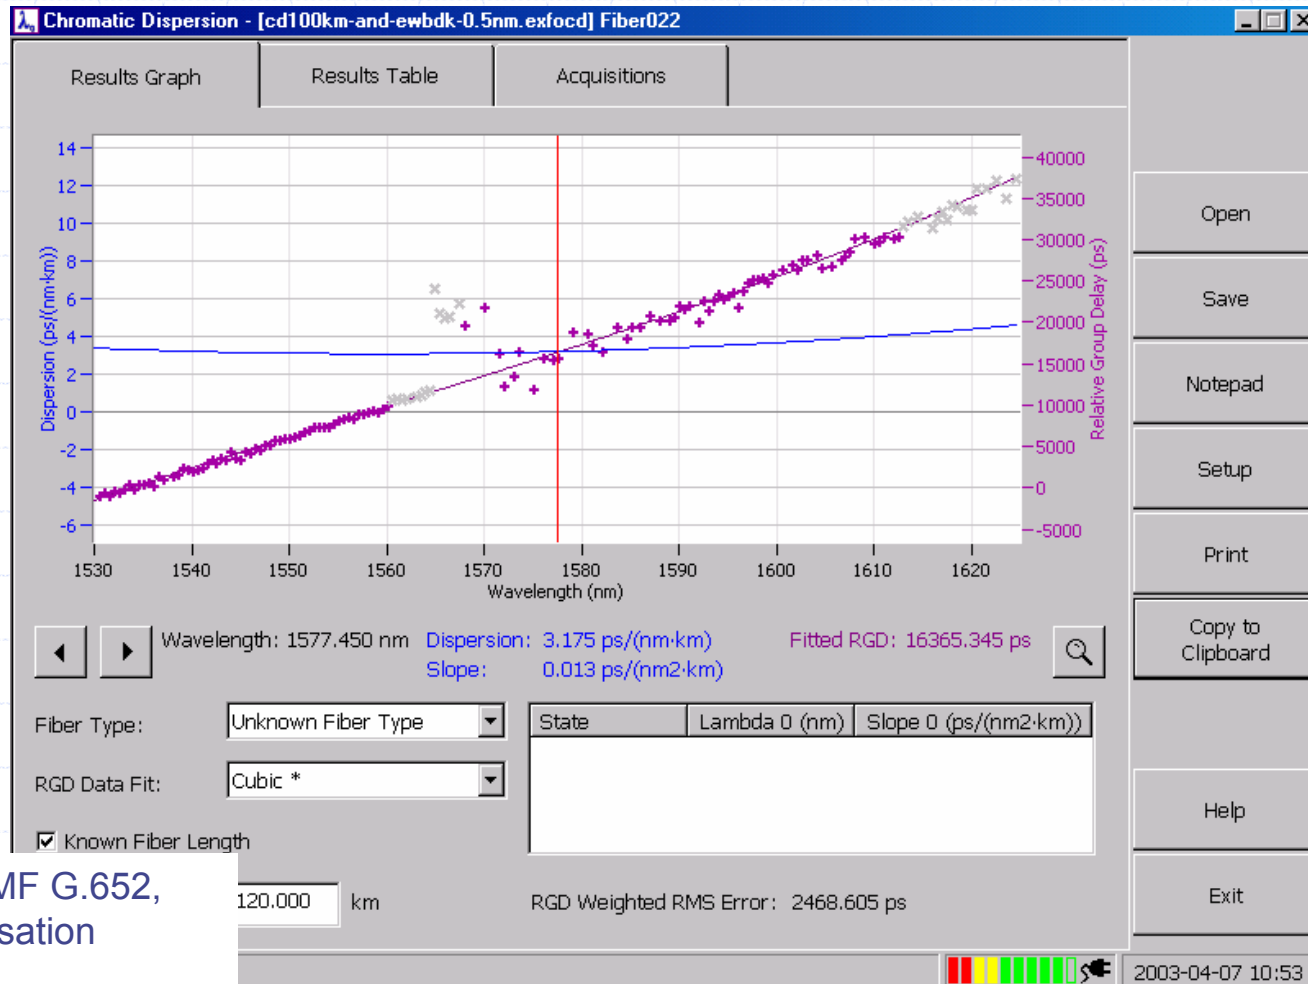 Chromatic Dispersion - [cd100km-and-ewbdk-0.5nm.exfocd] Fiber022
Results Graph
Results Table
Acquisitions
14
12
10
8
6
4
2
0
-2
-4
-6
Dispersion (ps/(nm·km))
40000
35000
30000
25000
20000
15000
10000
5000
0
-5000
Relative Group Delay (ps)
1530 1540 1550 1560 1570 1580 1590 1600 1610 1620
Wavelength (nm)
Wavelength: 1577.450 nm
Dispersion: 3.175 ps/(nm·km)
Slope: 0.013 ps/(nm2·km)
Fitted RGD: 16365.345 ps
Fiber Type: Unknown Fiber Type
RGD Data Fit: Cubic *
Known Fiber Length
State Lambda 0 (nm) Slope 0 (ps/(nm2·km))
MF G.652,
sation
120.000 km
RGD Weighted RMS Error: 2468.605 ps
Open
Save
Notepad
Setup
Print
Copy to
Clipboard
Help
Exit
2003-04-07 10:53